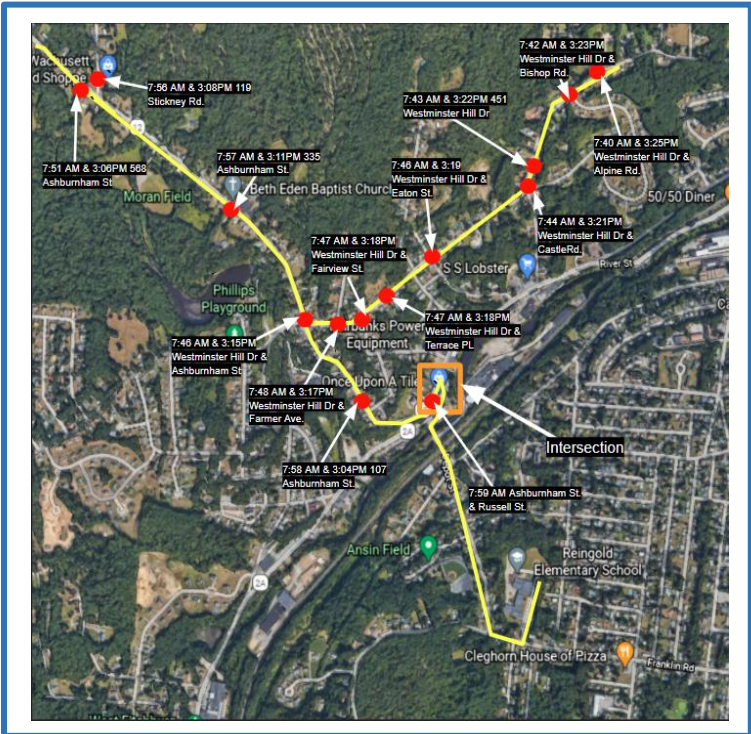 Wachusett
d Shoppe
7:56 AM & 3:08PM 119
Stickney Rd.
7:51 AM & 3:06PM 568
Ashburnham St
Moran Field
7:57 AM & 3:11PM 335
Ashburnham St.
Beth Eden Baptist Church
7:42 AM & 3:23PM
Westminster Hill Dr &
Bishop Rd.
7:43 AM & 3:22PM 451
Westminster Hill Dr
7:40 AM & 3:25PM
Westminster Hill Dr &
Alpine Rd.
7:46 AM & 3:19
Westminster Hill Dr &
Eaton St.
50/50 Diner
7:44 AM & 3:21PM
Westminster Hill Dr &
CastleRd.
7:47 AM & 3:18PM
Westminster Hill Dr &
Fairview St.
S S Lobster
River St
Phillips
Playground
7:47 AM & 3:18PM
Westminster Hill Dr &
Terrace PL
rbanks Power
Equipment
7:46 AM & 3:15PM
Westminster Hill Dr &
Ashburnham St
Once Upon A Tile
7:48 AM & 3:17PM
Westminster Hill Dr &
Farmer Ave.
2A
Intersection
7:58 AM & 3:04PM 107
Ashburnham St.
7:59 AM Ashburnham St.
& Russell St.
Ansin Field
Reingold
Elementary School
2A
Cleghorn House of Pizza
Franklin Rd